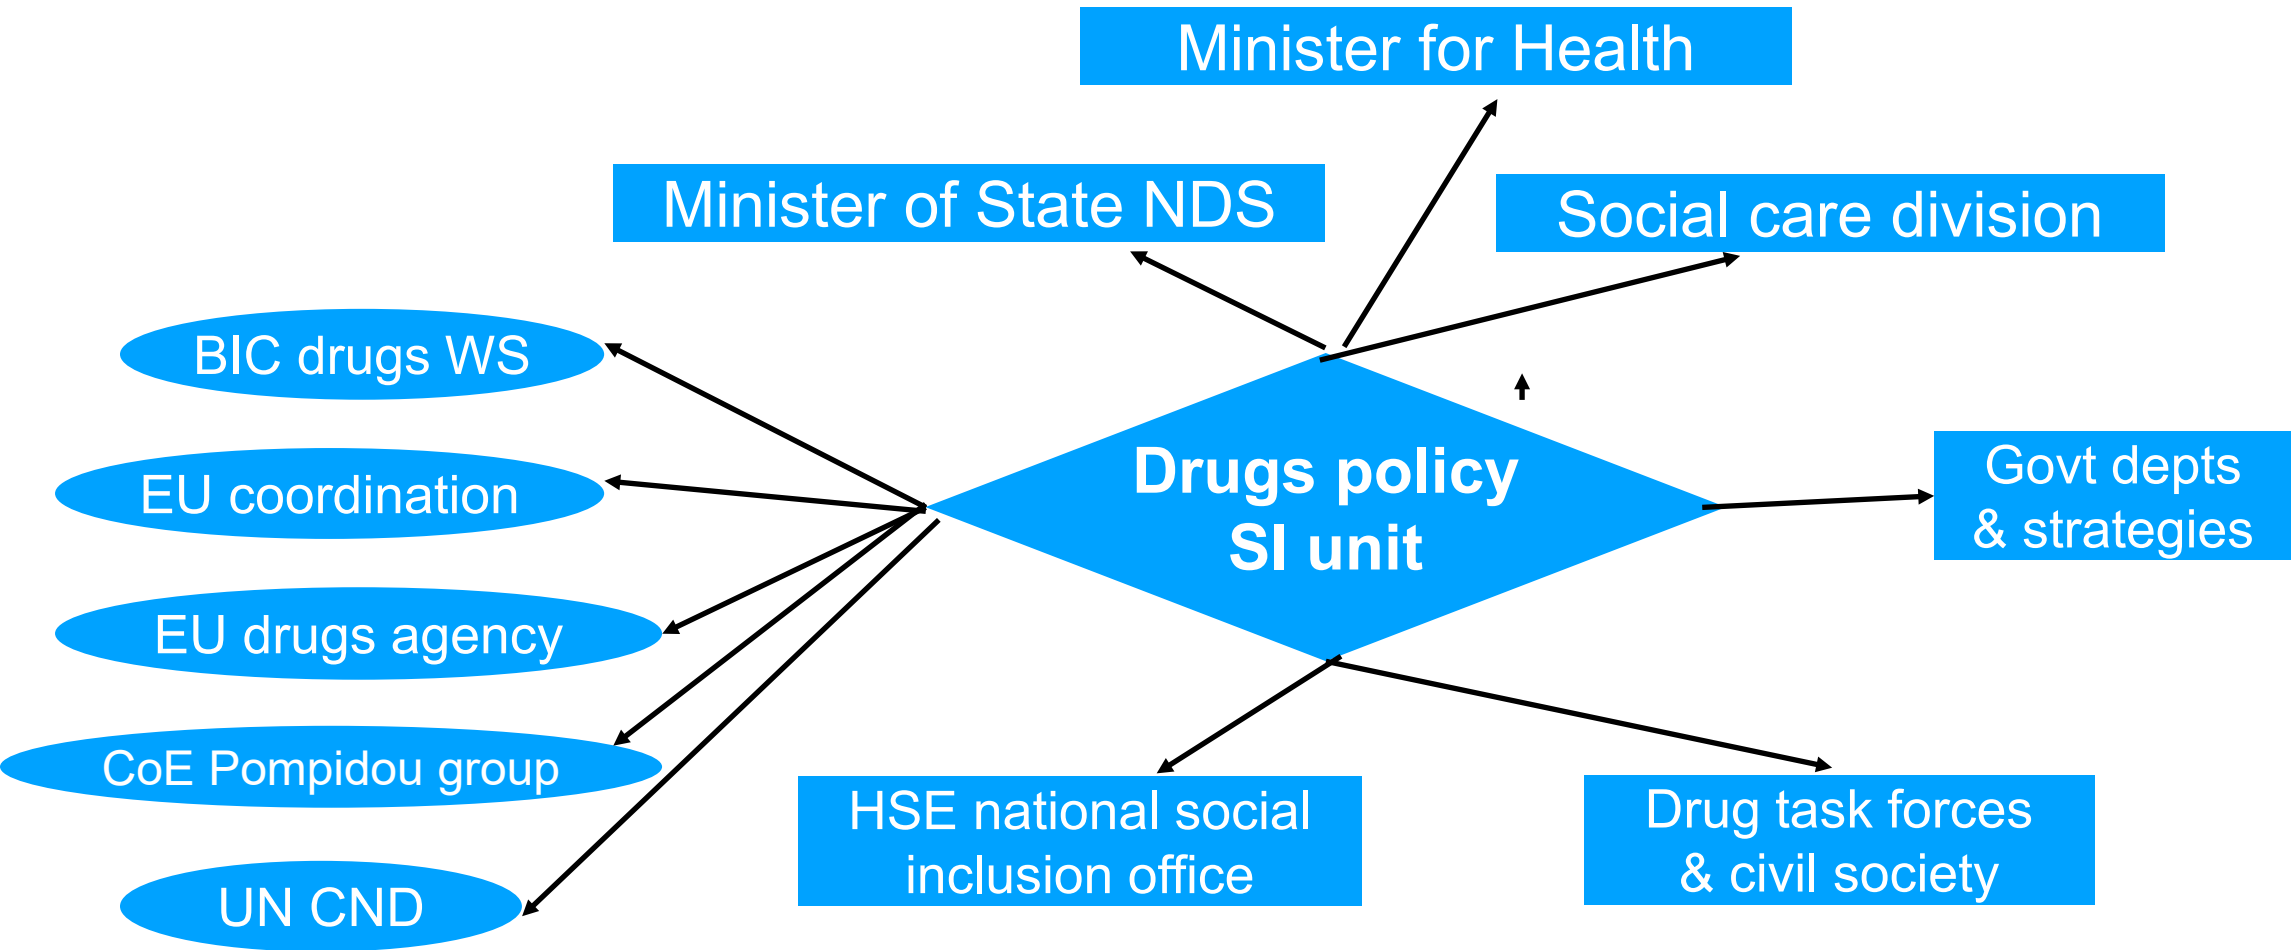 Minister for Health
Minister of State NDS
Social care division
BIC drugs WS
EU coordination
EU drugs agency
CoE Pompidou group
UN CND
Drugs policy
SI unit
Govt depts
& strategies
HSE national social
inclusion office
Drug task forces
& civil society